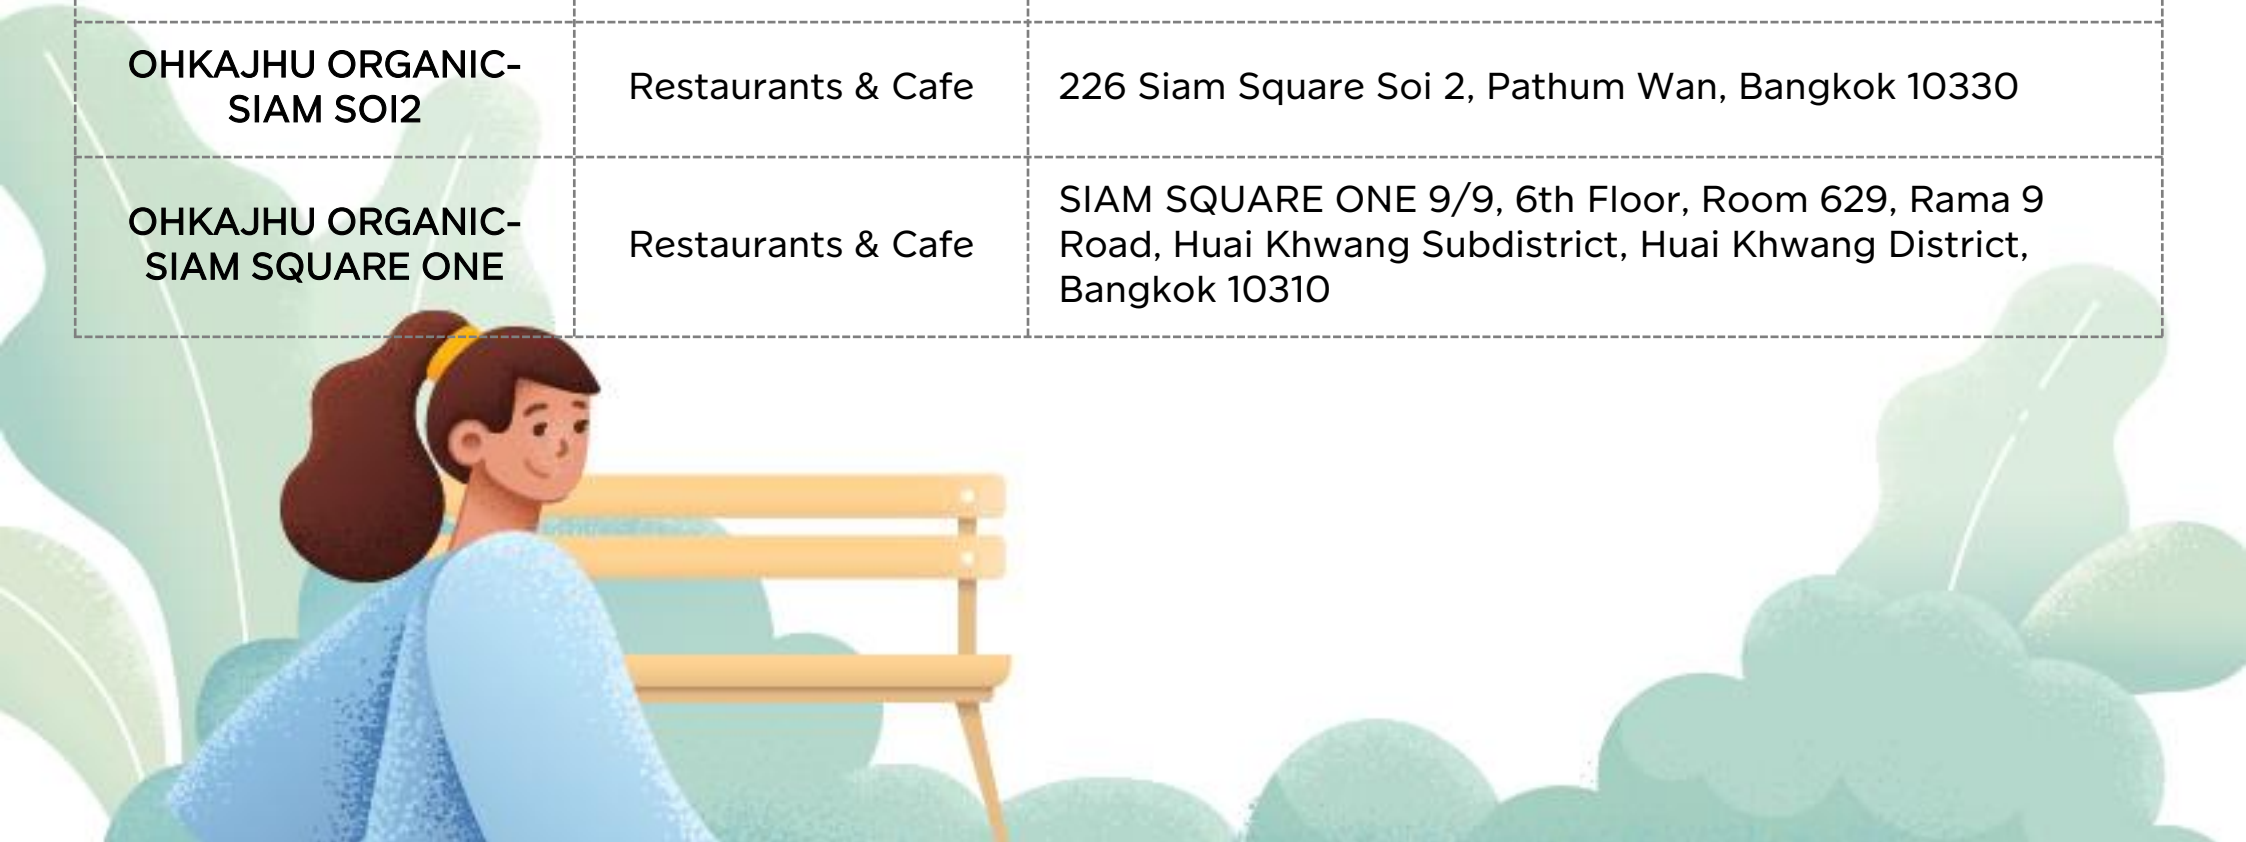 OHKAJHU ORGANIC-
SIAM SOI2
Restaurants & Cafe
226 Siam Square Soi 2, Pathum Wan, Bangkok 10330
OHKAJHU ORGANIC-
SIAM SQUARE ONE
Restaurants & Cafe
SIAM SQUARE ONE 9/9, 6th Floor, Room 629, Rama 9
Road, Huai Khwang Subdistrict, Huai Khwang District,
Bangkok 10310